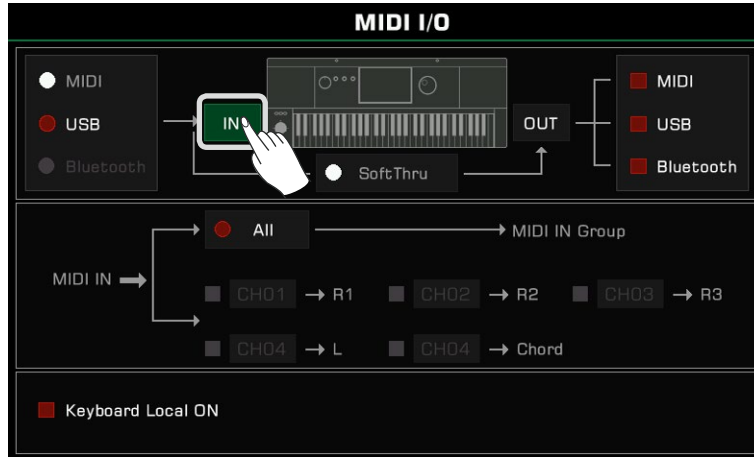 MIDI I/O
MIDI
USB
Bluetooth
IN
SoftThru
OUT
MIDI
USB
Bluetooth
MIDI IN
All
MIDI IN Group
CH01 R1 CH02 R2 CH03 R3
CH04 L CH04 Chord
Keyboard Local ON